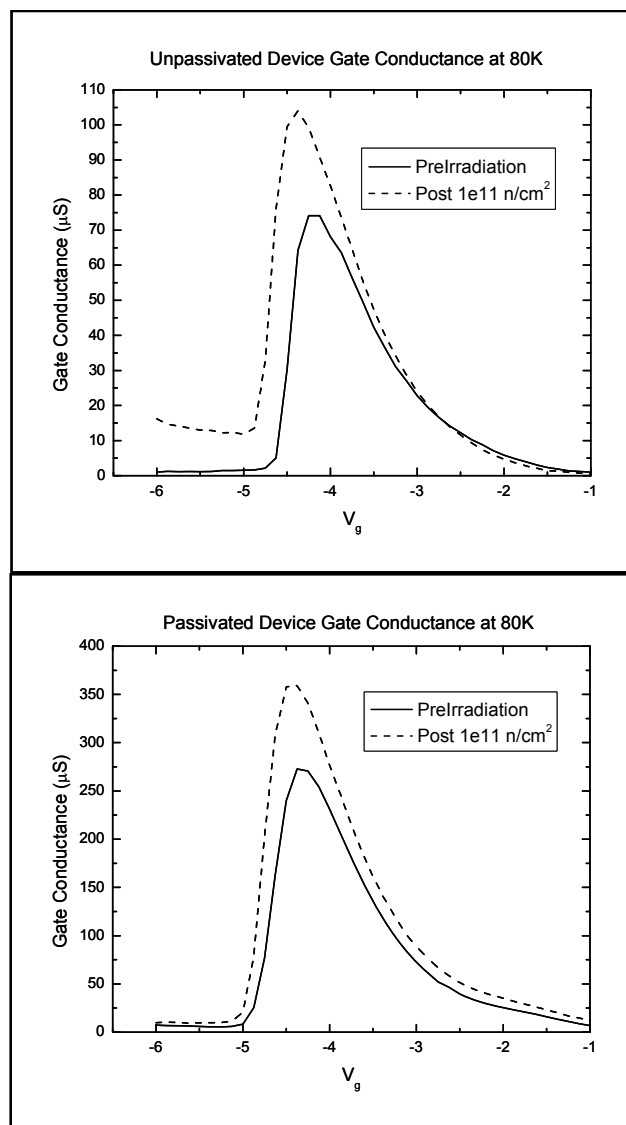 Unpassivated Device Gate Conductance at 80K
110
100
90
80
70
60
50
40
30
20
10
0
Gate Conductance (µS)
PreIrradiation
Post 1e11 n/cm²
-6 -5 -4 -3 -2 -1
V_g
Passivated Device Gate Conductance at 80K
400
350
300
250
200
150
100
50
0
Gate Conductance (µS)
PreIrradiation
Post 1e11 n/cm²
-6 -5 -4 -3 -2 -1
V_g